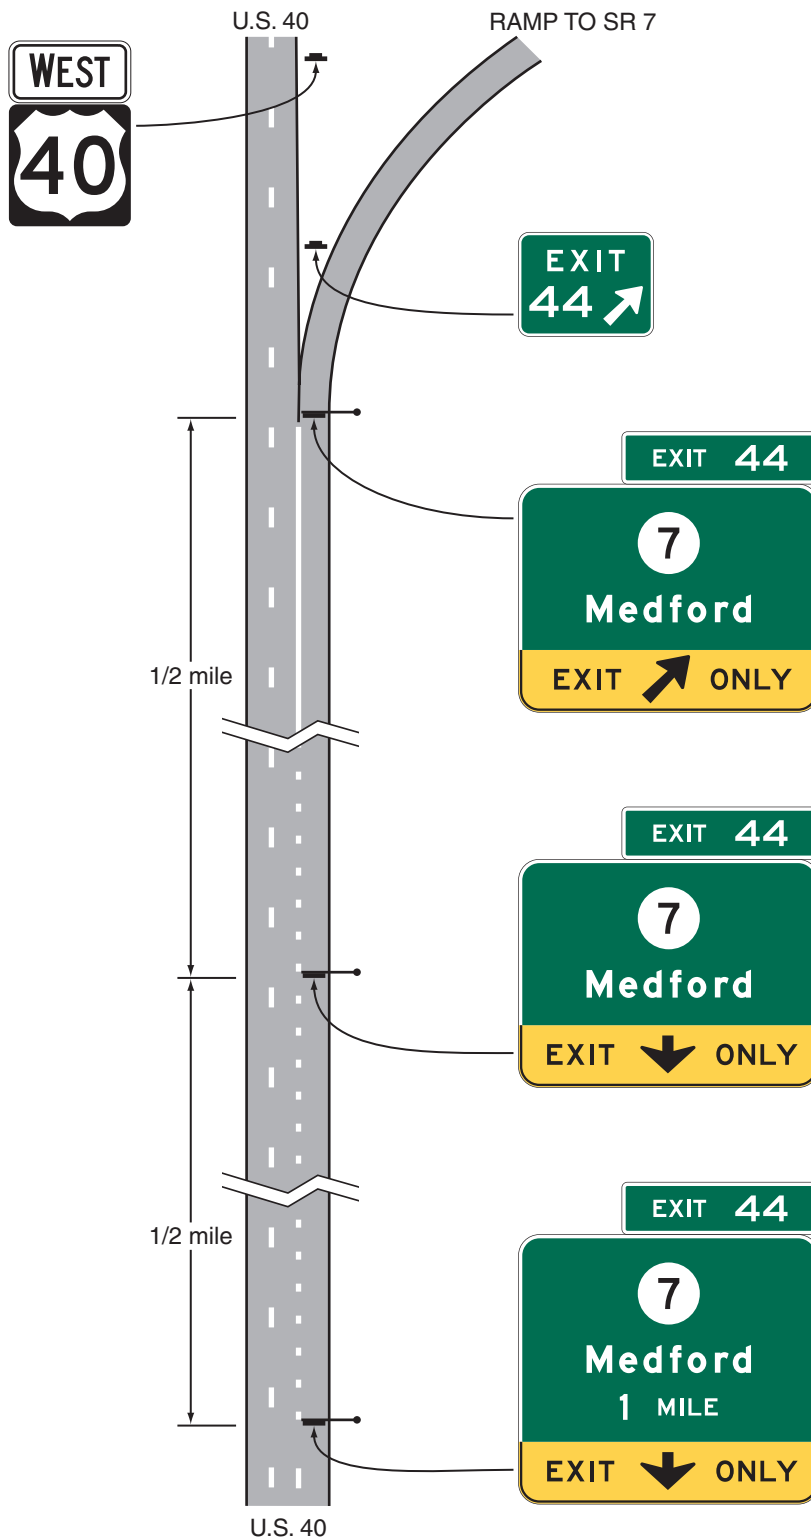 U.S. 40
RAMP TO SR 7
WEST
40
EXIT
44
EXIT 44
7
Medford
EXIT ONLY
1/2 mile
EXIT 44
7
Medford
EXIT ONLY
1/2 mile
EXIT 44
7
Medford
1 MILE
EXIT ONLY
U.S. 40